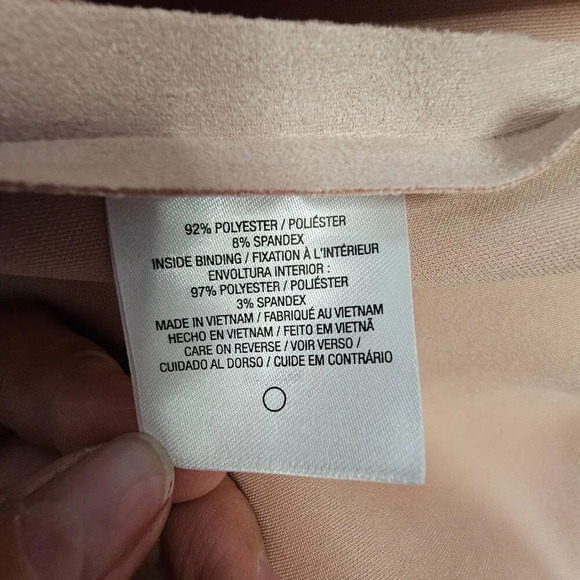 92% POLYESTER / POLIÉSTER
8% SPANDEX
INSIDE BINDING / FIXATION À L'INTÉRIEUR
ENVOLTURA INTERIOR :
97% POLYESTER / POLIÉSTER
3% SPANDEX
MADE IN VIETNAM / FABRIQUÉ AU VIETNAM
HECHO EN VIETNAM / FEITO EM VIETNÃ
CARE ON REVERSE / VOIR VERSO /
CUIDADO AL DORSO / CUIDE EM CONTRÁRIO